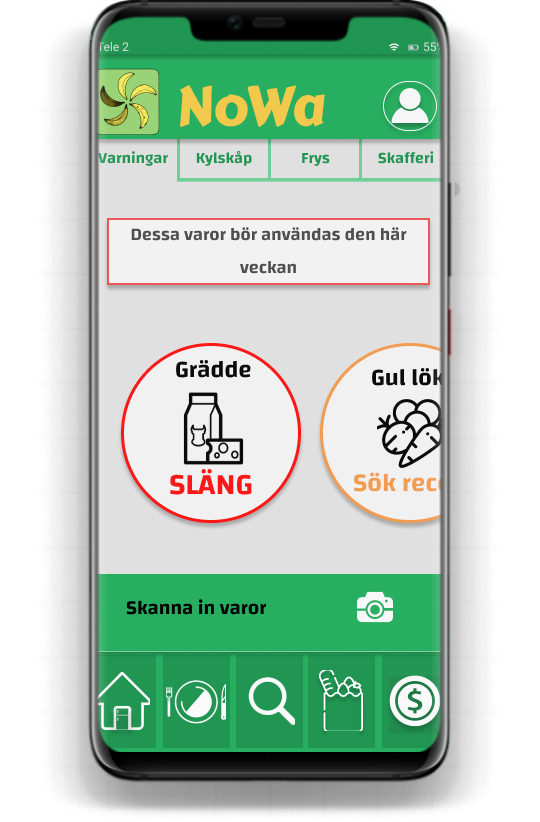 Tele 2
55
NoWa
Varningar
Kylskåp
Frys
Skafferi
Dessa varor bör användas den här
veckan
Grädde
SLÄNG
Gul lök
Sök rec
Skanna in varor
$